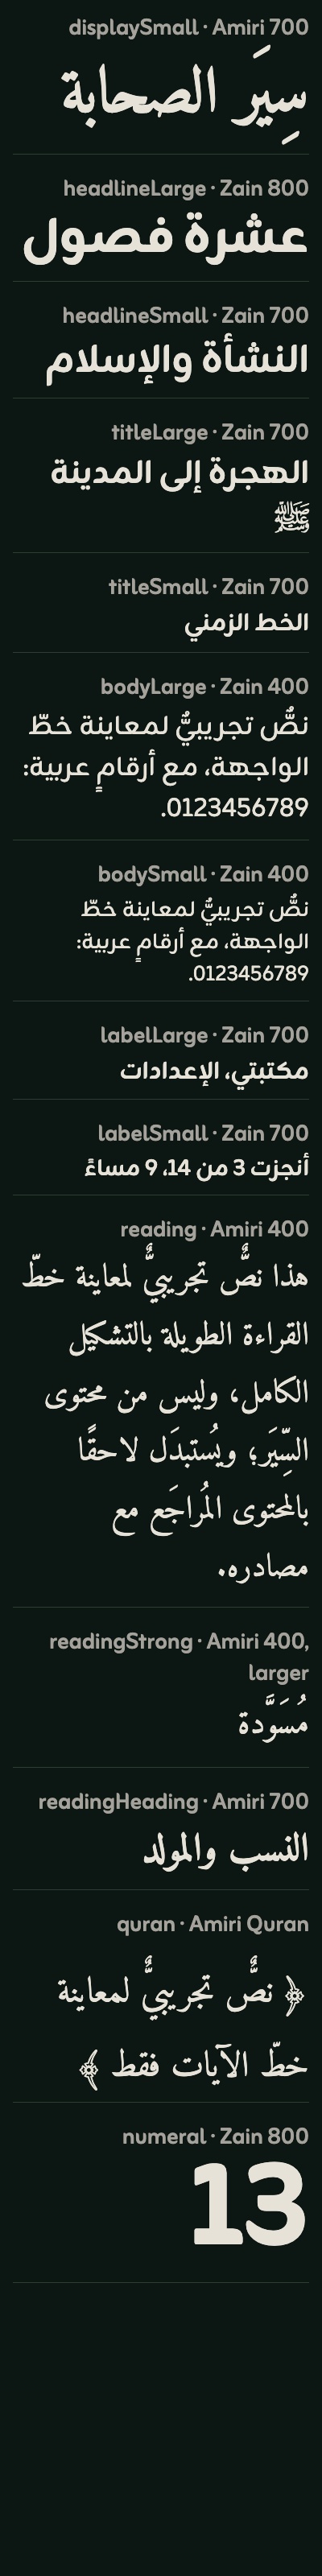 displaySmall · Amiri 700
سِيَر الصحابة
headlineLarge · Zain 800
عشرة فصول
headlineSmall · Zain 700
النشأة والإسلام
titleLarge · Zain 700
الهجرة إلى المدينة
ﷺ
titleSmall · Zain 700
الخط الزمني
bodyLarge · Zain 400
نصٌّ تجريبيٌّ لمعاينة خطّ
الواجهة، مع أرقامٍ عربية:
0123456789.
bodySmall · Zain 400
نصٌّ تجريبيٌّ لمعاينة خطّ
الواجهة، مع أرقامٍ عربية:
0123456789.
labelLarge · Zain 700
مكتبتي، الإعدادات
labelSmall · Zain 700
أنجزت 3 من 14، 9 مساءً
reading · Amiri 400
هذا نصٌّ تجريبيٌّ لمعاينة خطّ
القراءة الطويلة بالتشكيل
الكامل، وليس من محتوى
السِّيَر؛ ويُستبدَل لاحقًا
بالمحتوى المُراجَع مع
مصادره.
readingStrong · Amiri 400,
larger
مُسَوَّدة
readingHeading · Amiri 700
النسب والمولد
quran · Amiri Quran
﴿ نصٌّ تجريبيٌّ لمعاينة
خطّ الآيات فقط ﴾
numeral · Zain 800
13